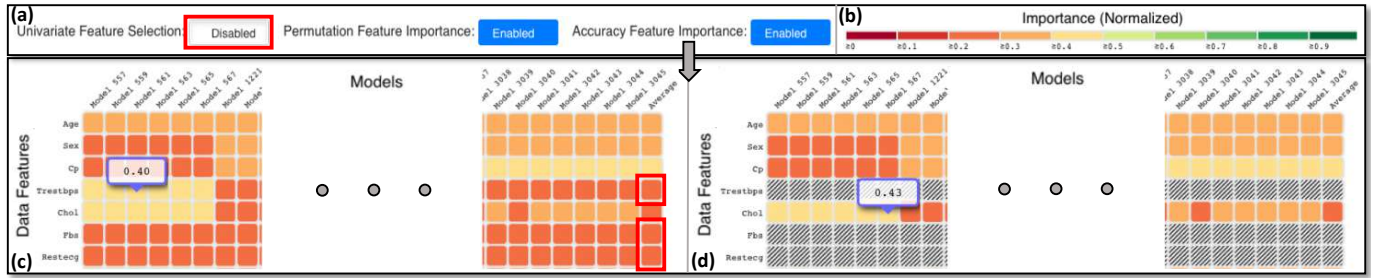 (a)
Univariate Feature Selection: Disabled Permutation Feature Importance: Enabled Accuracy Feature Importance: Enabled
(b)
Importance (Normalized)
≥0 ≥0.1 ≥0.2 ≥0.3 ≥0.4 ≥0.5 ≥0.6 ≥0.7 ≥0.8 ≥0.9
Models
Model 557 Model 559 Model 561 Model 563 Model 565 Model 567 Model 1221 Model
3038 Model 3039 Model 3040 Model 3041 Model 3042 Model 3043 Model 3044 Model 3045 Average
Data Features
Age
Sex
Cp
0.40
Trestbps
Chol
Fbs
Restecg
(c)
Models
Model 557 Model 559 Model 561 Model 563 Model 565 Model 567 Model 1221 Model
3038 Model 3039 Model 3040 Model 3041 Model 3042 Model 3043 Model 3044 Model 3045 Average
Data Features
Age
Sex
Cp
Trestbps
0.43
Chol
Fbs
Restecg
(d)